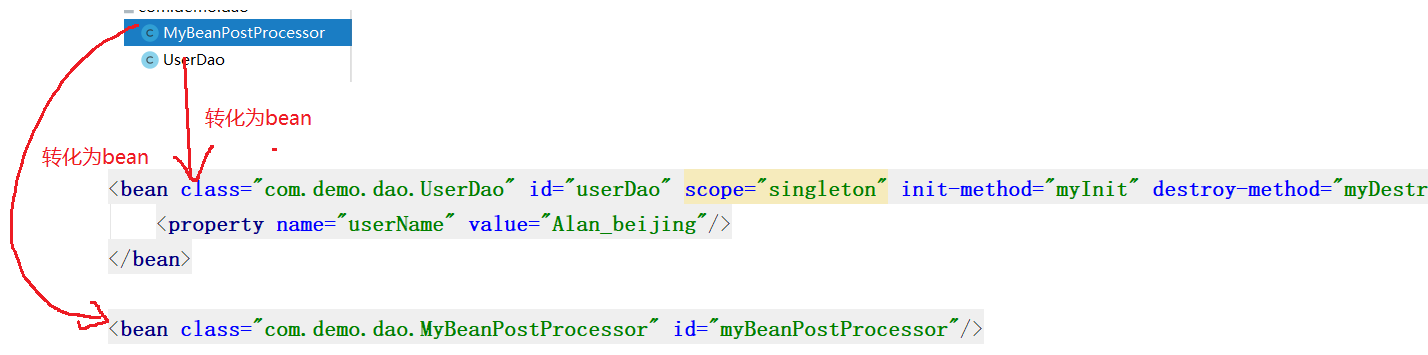 MyBeanPostProcessor
UserDao
转化为bean
转化为bean
<bean class="com.demo.dao.UserDao" id="userDao" scope="singleton" init-method="myInit" destroy-method="myDestr
<property name="userName" value="Alan_beijing"/>
</bean>
<bean class="com.demo.dao.MyBeanPostProcessor" id="myBeanPostProcessor"/>